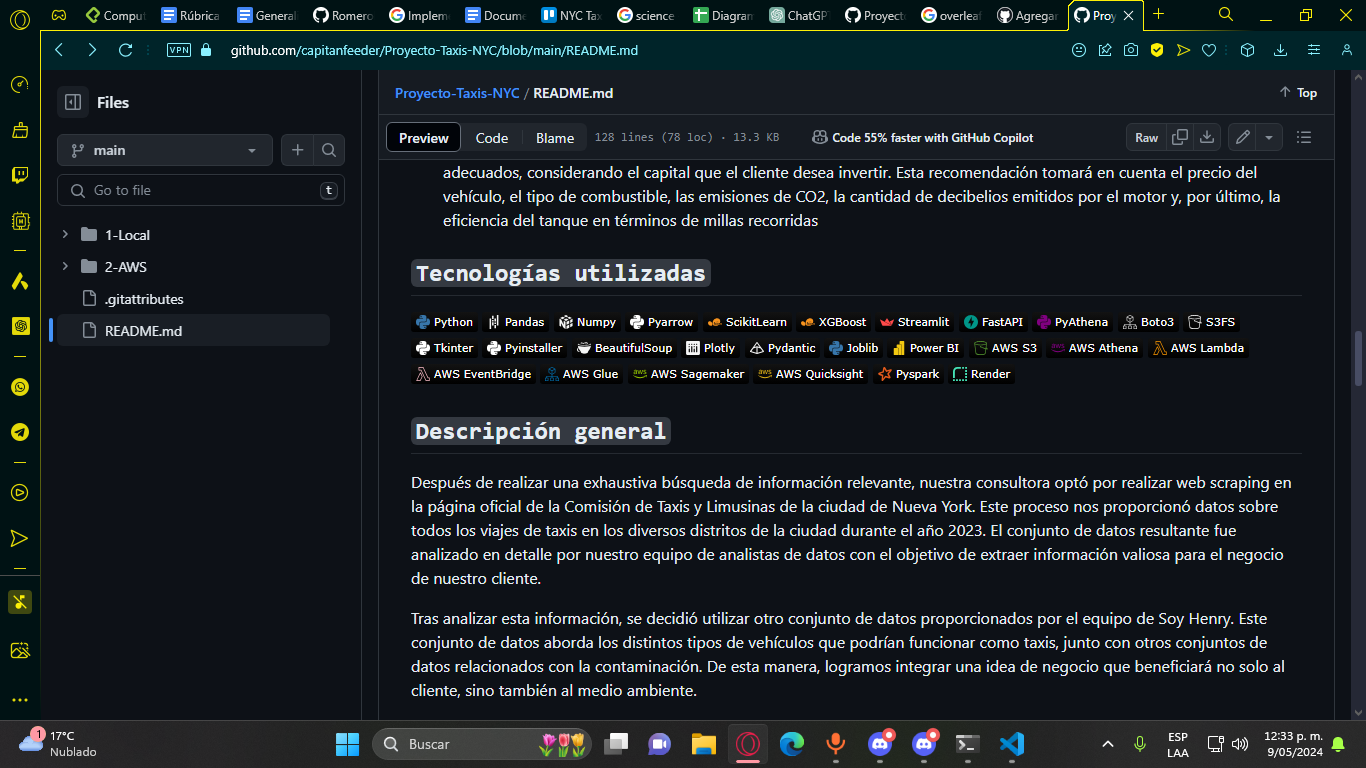 Comput
Rúbrica
Generali
Romero
Implem
Docume
NYC Tax
science
Diagran
ChatGP
Proyect
overleaf
Agregar
Proy
VPN
github.com/capitanfeeder/Proyecto-Taxis-NYC/blob/main/README.md
Files
main
Go to file
t
1-Local
2-AWS
.gitattributes
README.md
Proyecto-Taxis-NYC / README.md
Top
Preview
Code
Blame
128 lines (78 loc) · 13.3 KB
Code 55% faster with GitHub Copilot
Raw
adecuados, considerando el capital que el cliente desea invertir. Esta recomendación tomará en cuenta el precio del
vehículo, el tipo de combustible, las emisiones de CO2, la cantidad de decibelios emitidos por el motor y, por último, la
eficiencia del tanque en términos de millas recorridas
Tecnologías utilizadas
Python Pandas Numpy Pyarrow ScikitLearn XGBoost Streamlit FastAPI PyAthena Boto3 S3FS
Tkinter Pyinstaller BeautifulSoup Plotly Pydantic Joblib Power BI AWS S3 AWS Athena AWS Lambda
AWS EventBridge AWS Glue AWS Sagemaker AWS Quicksight Pyspark Render
Descripción general
Después de realizar una exhaustiva búsqueda de información relevante, nuestra consultora optó por realizar web scraping en
la página oficial de la Comisión de Taxis y Limusinas de la ciudad de Nueva York. Este proceso nos proporcionó datos sobre
todos los viajes de taxis en los diversos distritos de la ciudad durante el año 2023. El conjunto de datos resultante fue
analizado en detalle por nuestro equipo de analistas de datos con el objetivo de extraer información valiosa para el negocio
de nuestro cliente.
Tras analizar esta información, se decidió utilizar otro conjunto de datos proporcionados por el equipo de Soy Henry. Este
conjunto de datos aborda los distintos tipos de vehículos que podrían funcionar como taxis, junto con otros conjuntos de
datos relacionados con la contaminación. De esta manera, logramos integrar una idea de negocio que beneficiará no solo al
cliente, sino también al medio ambiente.
1
17°C
Nublado
Buscar
ESP
LAA
12:33 p. m.
9/05/2024